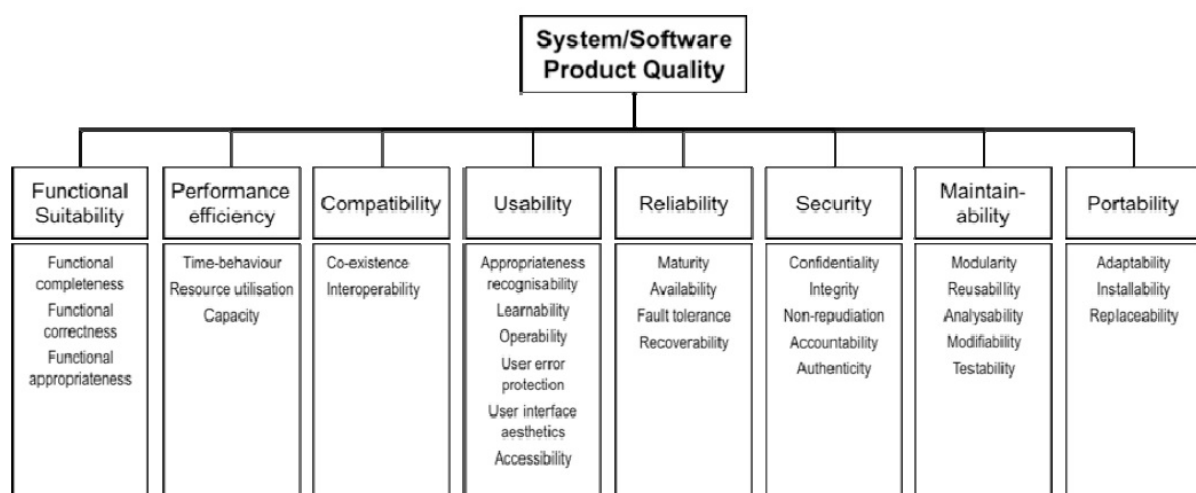 System/Software
Product Quality
Functional
Suitability
Functional
completeness
Functional
correctness
Functional
appropriateness
Performance
efficiency
Time-behaviour
Resource utilisation
Capacity
Compatibility
Co-existence
Interoperability
Usability
Appropriateness
recognisability
Learnability
Operability
User error
protection
User interface
aesthetics
Accessibility
Reliability
Maturity
Availability
Fault tolerance
Recoverability
Security
Confidentiality
Integrity
Non-repudiation
Accountability
Authenticity
Maintain-
ability
Modularity
Reusability
Analysability
Modifiability
Testability
Portability
Adaptability
Installability
Replaceability